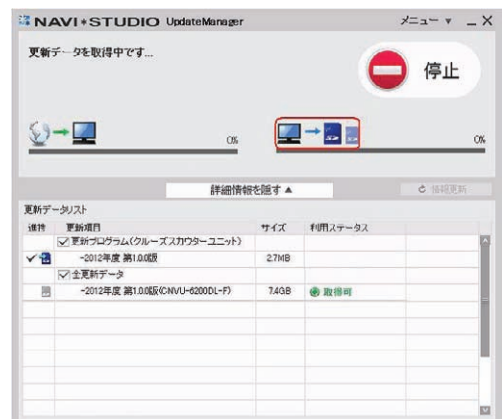 NAVI*STUDIO UpdateManager メニュー
更新データを取得中です...
停止
0% 0%
詳細情報を隠す▲ 情報更新
更新データリスト
進捗 更新項目 サイズ 利用ステータス
更新プログラム(クルーズスカウターユニット)
-2012年度 第1.0.0版 2.7MB
全更新データ
-2012年度 第1.0.0版(CNVU-6200DL-F) 7.4GB 取得可